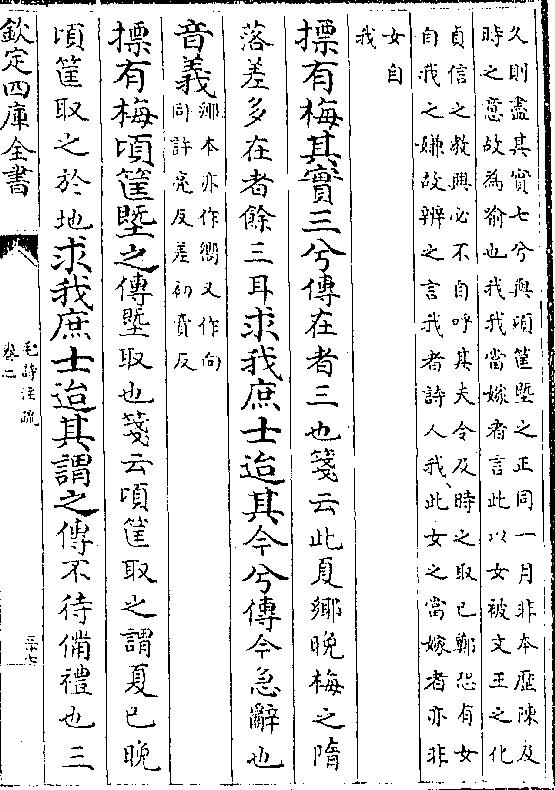 久則盡其實七兮與頃筐塈之正同一月非本歷陳及
時之意故為喻也我我當嫁者言此以女被文王之化
貞信之教興必不自呼其夫令及時之取已鄭恐有女
自我之嫌故辨之言我者詩人我此女之當嫁者亦非
女自
我
摽有梅其實三兮傳在者三也箋云此夏鄉晚梅之隋
落差多在者餘三耳求我庶士迨其今兮傳今急辭也
音義鄉本亦作嚮又作向
同許亮反差初賣反
摽有梅頃筐塈之傳塈取也箋云頃筐取之謂夏已晚
頃筐取之於地求我庶士迨其謂之傳不待備禮也三
欽定四庫全書
毛詩注疏
卷二
三十七